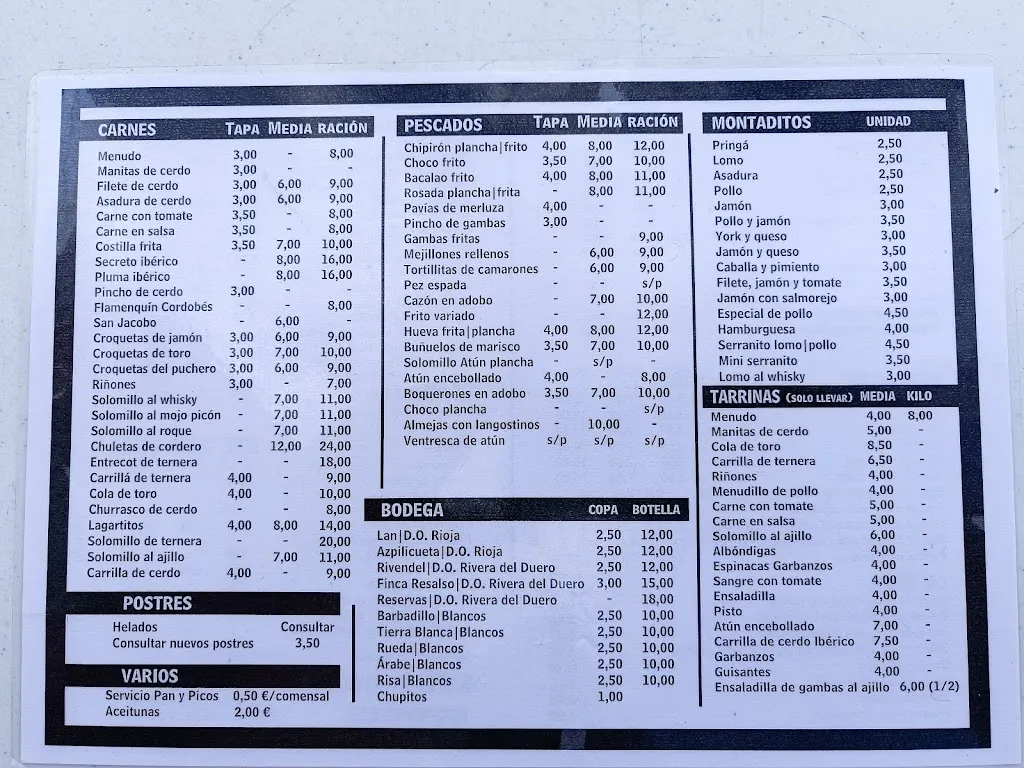 CARNES TAPA MEDIA RACIÓN
Menudo 3,00 - 8,00
Manitas de cerdo 3,00 - -
Filete de cerdo 3,00 6,00 9,00
Asadura de cerdo 3,00 6,00 9,00
Carne con tomate 3,50 - 8,00
Carne en salsa 3,50 - 8,00
Costilla frita 3,50 7,00 10,00
Secreto ibérico - 8,00 16,00
Pluma ibérico - 8,00 16,00
Pincho de cerdo 3,00 - -
Flamenquín Cordobés - - 8,00
San Jacobo - 6,00 -
Croquetas de jamón 3,00 6,00 9,00
Croquetas de toro 3,00 7,00 10,00
Croquetas del puchero 3,00 6,00 9,00
Riñones 3,00 - 7,00
Solomillo al whisky - 7,00 11,00
Solomillo al mojo picón - 7,00 11,00
Solomillo al roque - 7,00 11,00
Chuletas de cordero - 12,00 24,00
Entrecot de ternera - - 18,00
Carrillá de ternera 4,00 - 9,00
Cola de toro 4,00 - 10,00
Churrasco de cerdo - - 8,00
Lagartitos 4,00 8,00 14,00
Solomillo de ternera - - 20,00
Solomillo al ajillo - 7,00 11,00
Carrilla de cerdo 4,00 - 9,00
POSTRES
Helados Consultar
Consultar nuevos postres 3,50
VARIOS
Servicio Pan y Picos 0,50 €/comensal
Aceitunas 2,00 €
PESCADOS TAPA MEDIA RACIÓN
Chipirón plancha|frito 4,00 8,00 12,00
Choco frito 3,50 7,00 10,00
Bacalao frito 4,00 8,00 11,00
Rosada plancha|frita - 8,00 11,00
Pavías de merluza 4,00 - -
Pincho de gambas 3,00 - -
Gambas fritas - - 9,00
Mejillones rellenos - 6,00 9,00
Tortillitas de camarones - 6,00 9,00
Pez espada - - s/p
Cazón en adobo - 7,00 10,00
Frito variado - - 12,00
Hueva frita|plancha 4,00 8,00 12,00
Buñuelos de marisco 3,50 7,00 10,00
Solomillo Atún plancha - s/p -
Atún encebollado 4,00 - 8,00
Boquerones en adobo 3,50 7,00 10,00
Choco plancha - - s/p
Almejas con langostinos - 10,00 -
Ventresca de atún s/p s/p s/p
BODEGA COPA BOTELLA
Lan|D.O. Rioja 2,50 12,00
Azpilicueta|D.O. Rioja 2,50 12,00
Rivendel|D.O. Rivera del Duero 2,50 12,00
Finca Resalso|D.O. Rivera del Duero 3,00 15,00
Reservas|D.O. Rivera del Duero - 18,00
Barbadillo|Blancos 2,50 10,00
Tierra Blanca|Blancos 2,50 10,00
Rueda|Blancos 2,50 10,00
Árabe|Blancos 2,50 10,00
Risa|Blancos 2,50 10,00
Chupitos 1,00
MONTADITOS UNIDAD
Pringá 2,50
Lomo 2,50
Asadura 2,50
Pollo 2,50
Jamón 3,00
Pollo y jamón 3,50
York y queso 3,00
Jamón y queso 3,50
Caballa y pimiento 3,00
Filete, jamón y tomate 3,50
Jamón con salmorejo 3,00
Especial de pollo 4,50
Hamburguesa 4,00
Serranito lomo|pollo 4,50
Mini serranito 3,50
Lomo al whisky 3,00
TARRINAS (SOLO LLEVAR) MEDIA KILO
Menudo 4,00 8,00
Manitas de cerdo 5,00 -
Cola de toro 8,50 -
Carrilla de ternera 6,50 -
Riñones 4,00 -
Menudillo de pollo 4,00 -
Carne con tomate 5,00 -
Carne en salsa 5,00 -
Solomillo al ajillo 6,00 -
Albóndigas 4,00 -
Espinacas Garbanzos 4,00 -
Sangre con tomate 4,00 -
Ensaladilla 4,00 -
Pisto 4,00 -
Atún encebollado 7,00 -
Carrilla de cerdo Ibérico 7,50 -
Garbanzos 4,00 -
Guisantes 4,00 -
Ensaladilla de gambas al ajillo 6,00 (1/2)